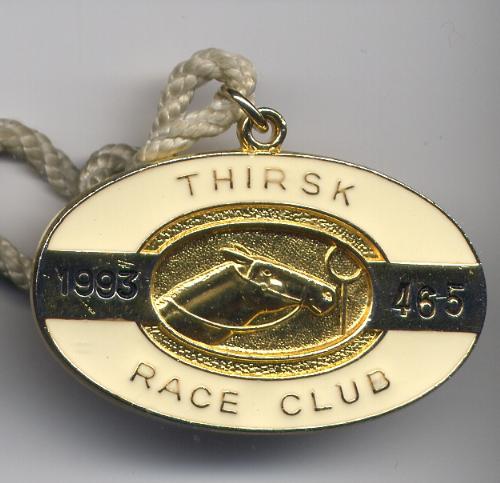 THIRSK
1993 465
RACE CLUB